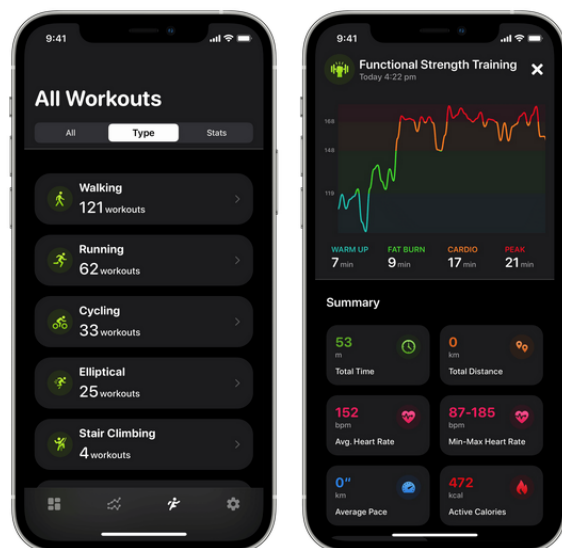 9:41
All Workouts
All Type Stats
Walking
121 workouts
Running
62 workouts
Cycling
33 workouts
Elliptical
25 workouts
Stair Climbing
4 workouts
9:41
Functional Strength Training
Today 4:22 pm
168
148
119
WARM UP FAT BURN CARDIO PEAK
7 min 9 min 17 min 21 min
Summary
53
m
Total Time
0
km
Total Distance
152
bpm
Avg. Heart Rate
87-185
bpm
Min-Max Heart Rate
0”
km
Average Pace
472
kcal
Active Calories